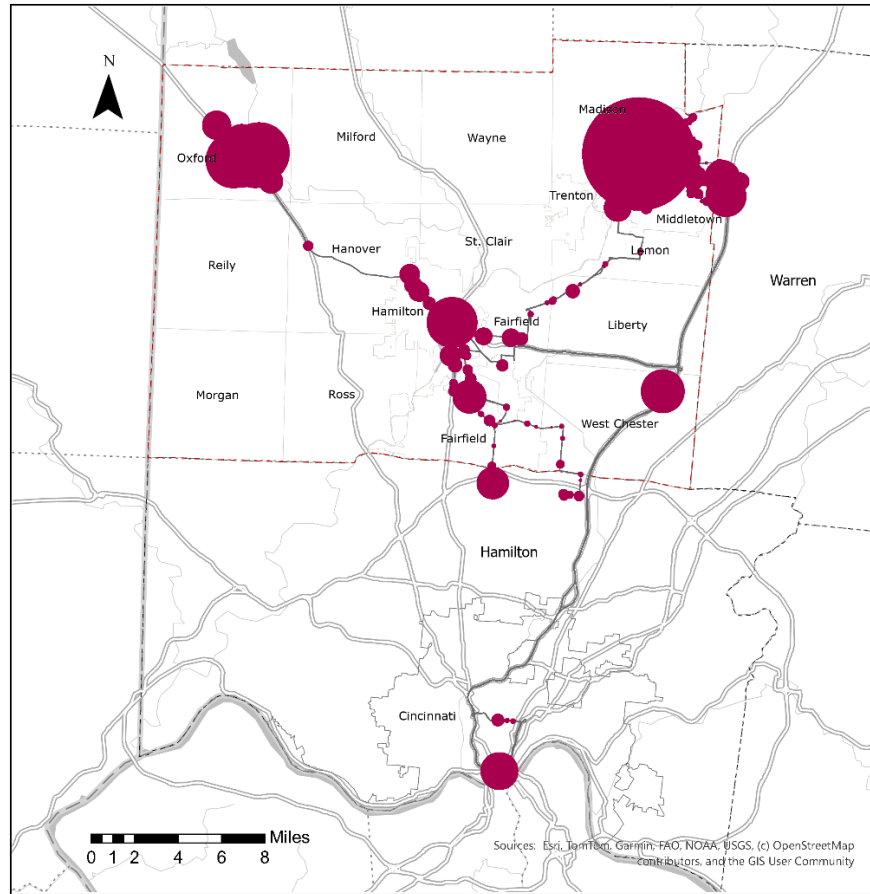 N
Madison
Milford
Wayne
Oxford
Trenton
Middletown
St. Clair
Hanover
Lemon
Reily
Warren
Hamilton
Fairfield
Liberty
Morgan
Ross
West Chester
Fairfield
Hamilton
Cincinnati
Miles
0 1 2 4 6 8
Sources: Esri, TomTom, Garmin, FAO, NOAA, USGS, (c) OpenStreetMap
contributors, and the GIS User Community